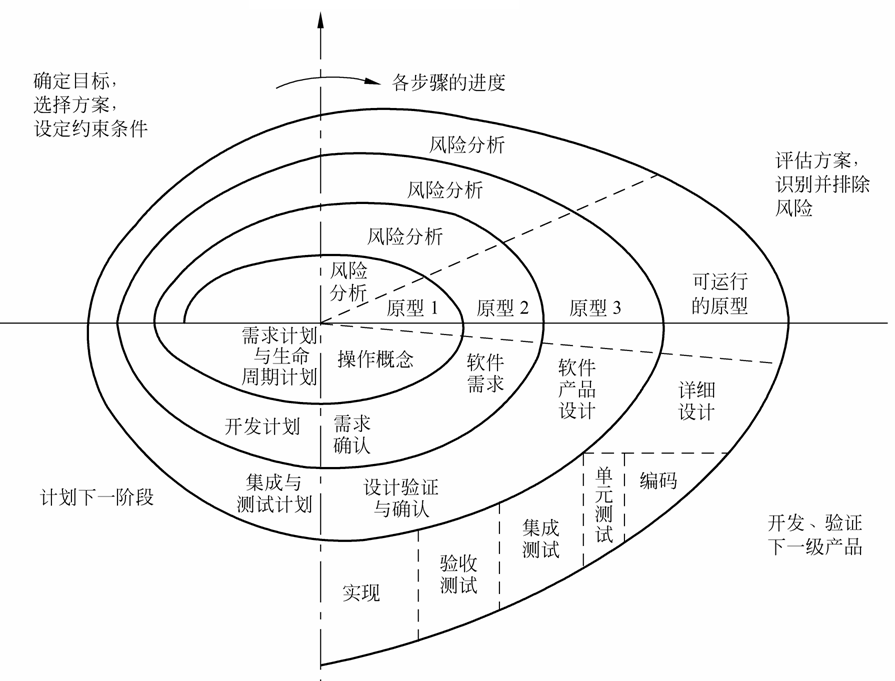 确定目标，
选择方案，
设定约束条件
各步骤的进度
评估方案，
识别并排除
风险
风险分析
风险分析
风险分析
风险
分析
原型 1
原型 2
原型 3
可运行
的原型
需求计划
与生命
周期计划
操作概念
软件
需求
软件
产品
设计
详细
设计
开发计划
需求
确认
集成与
测试计划
设计验证
与确认
单
元
测
试
编码
集成
测试
验收
测试
实现
计划下一阶段
开发、验证
下一级产品